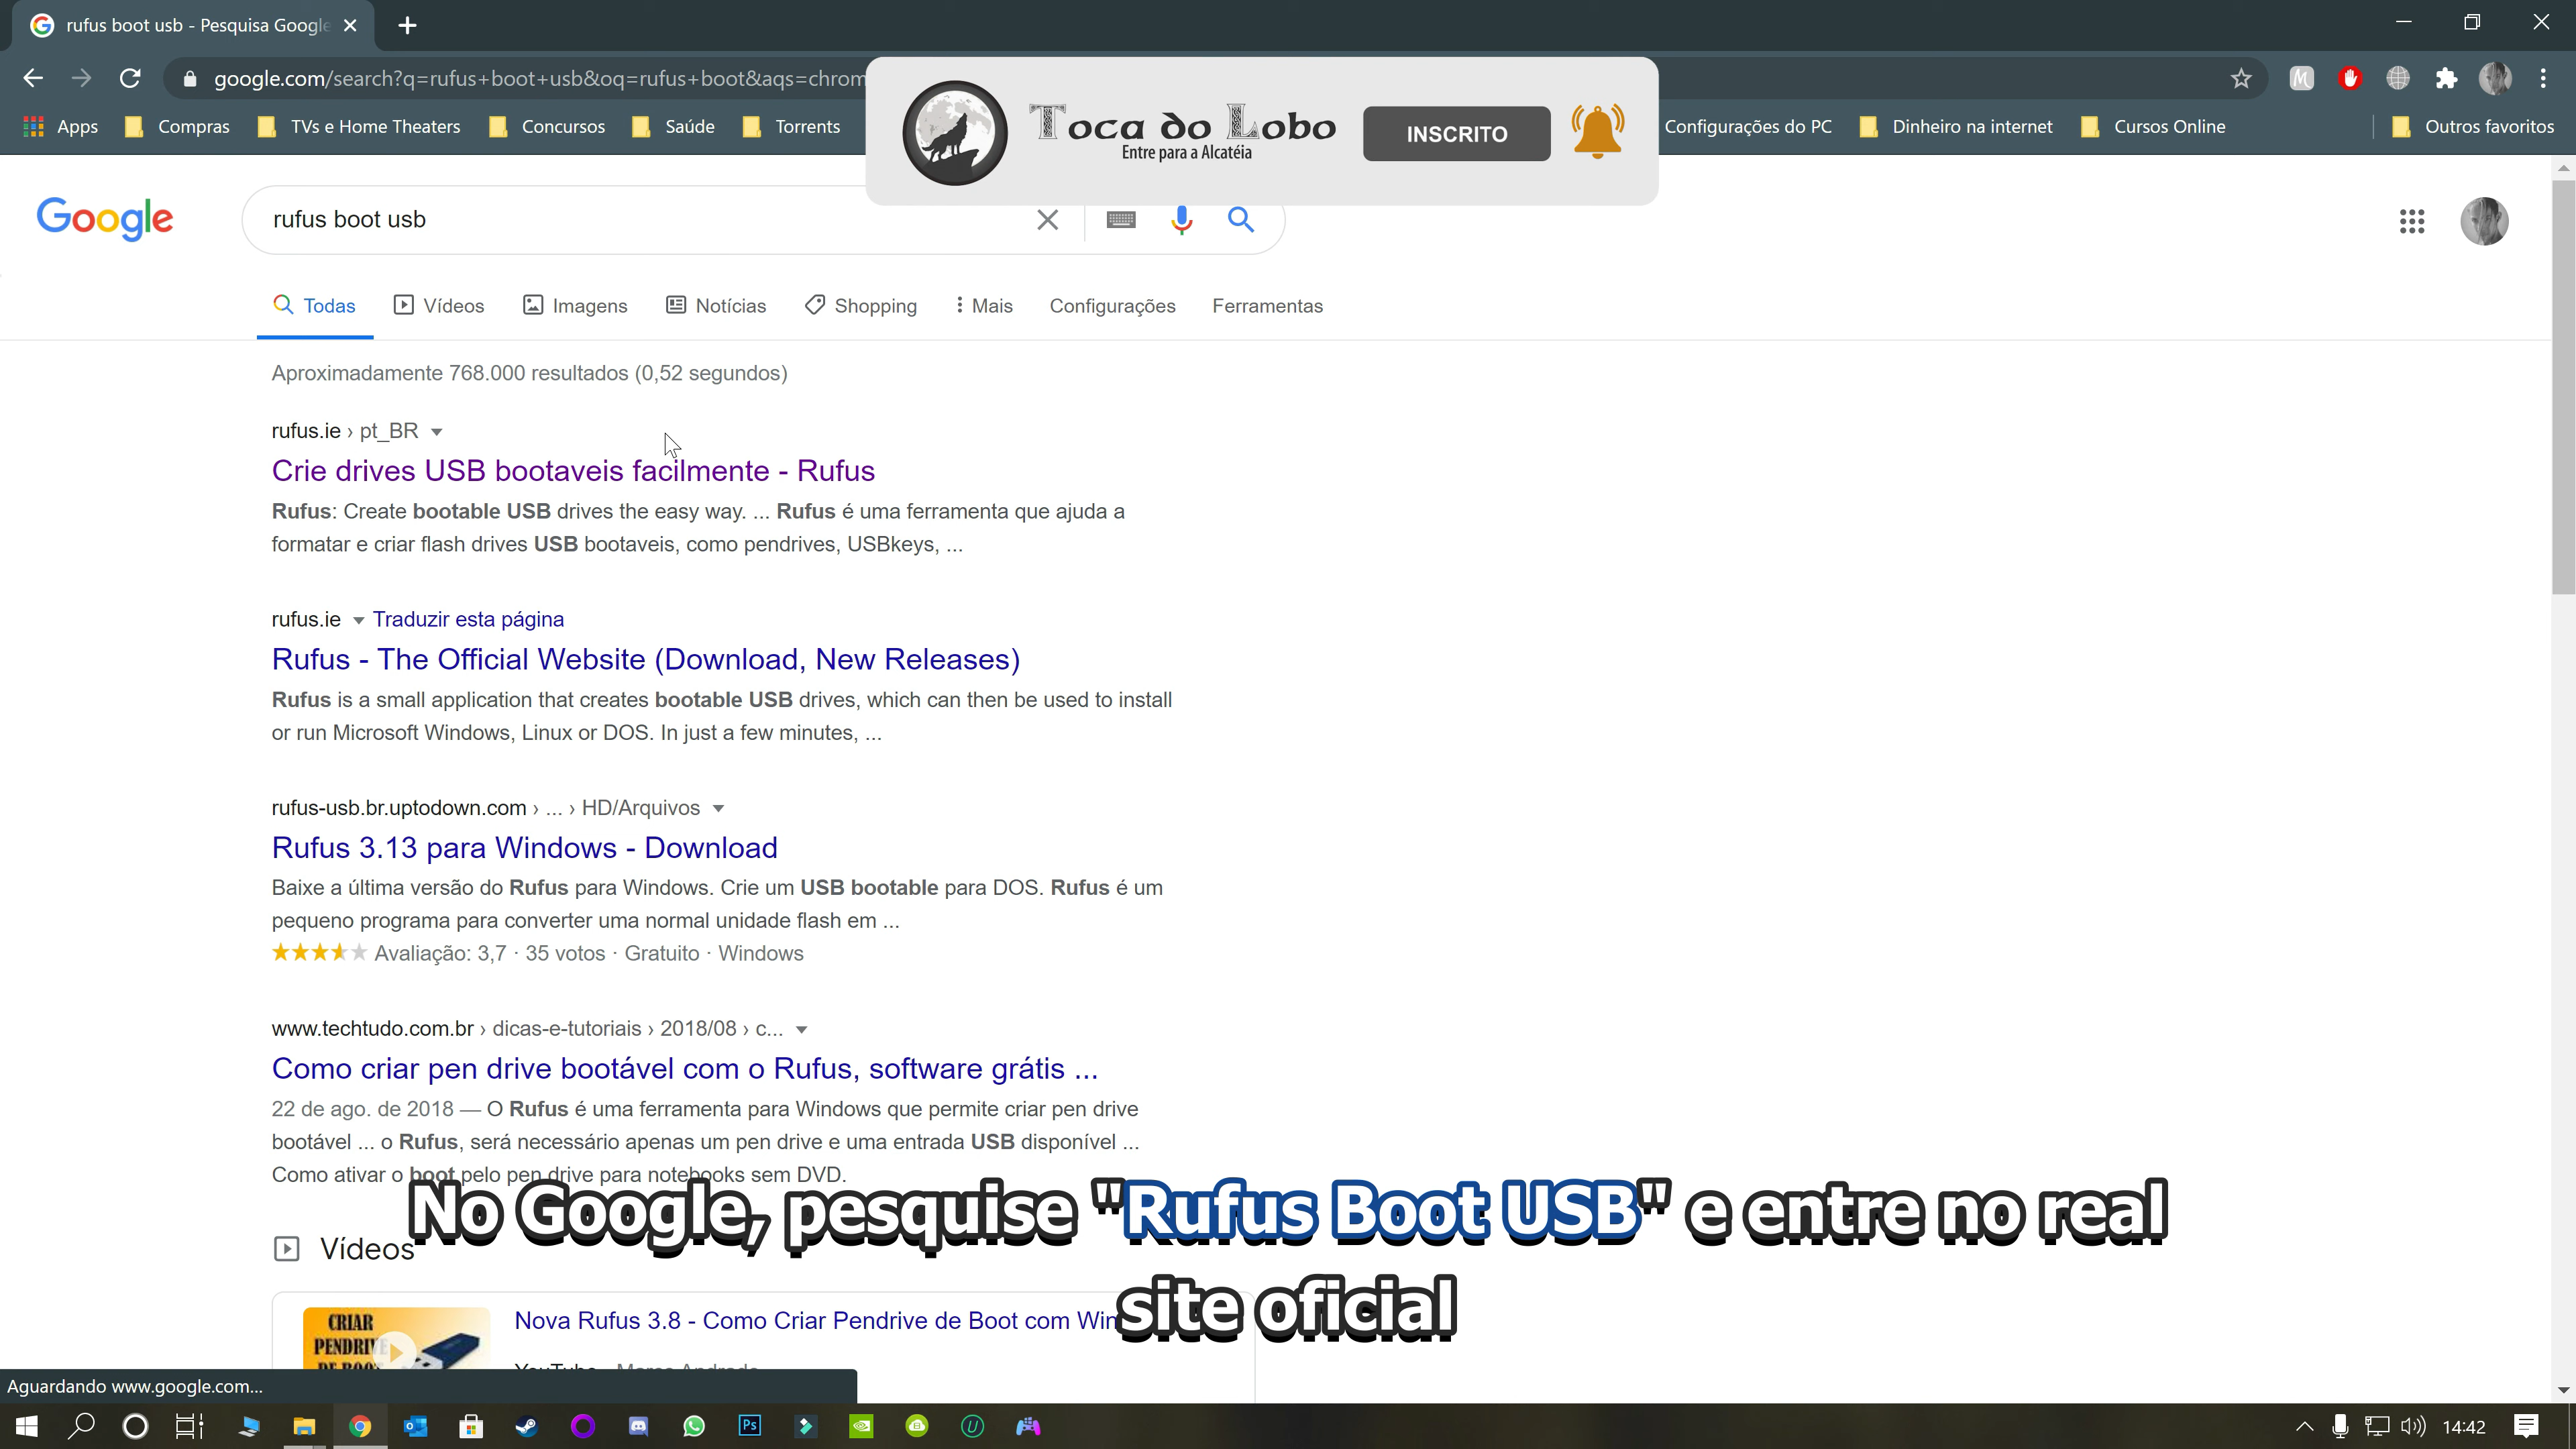 rufus boot usb - Pesquisa Google
google.com/search?q=rufus+boot+usb&oq=rufus+boot&aqs=chrom
Apps
Compras
TVs e Home Theaters
Concursos
Saúde
Torrents
Configurações do PC
Dinheiro na internet
Cursos Online
Outros favoritos
Toca do Lobo
Entre para a Alcatéia
INSCRITO
Google
rufus boot usb
Todas
Vídeos
Imagens
Notícias
Shopping
Mais
Configurações
Ferramentas
Aproximadamente 768.000 resultados (0,52 segundos)
rufus.ie › pt_BR
Crie drives USB bootaveis facilmente - Rufus
Rufus: Create bootable USB drives the easy way. ... Rufus é uma ferramenta que ajuda a
formatar e criar flash drives USB bootaveis, como pendrives, USBkeys, ...
rufus.ie Traduzir esta página
Rufus - The Official Website (Download, New Releases)
Rufus is a small application that creates bootable USB drives, which can then be used to install
or run Microsoft Windows, Linux or DOS. In just a few minutes, ...
rufus-usb.br.uptodown.com › ... › HD/Arquivos
Rufus 3.13 para Windows - Download
Baixe a última versão do Rufus para Windows. Crie um USB bootable para DOS. Rufus é um
pequeno programa para converter uma normal unidade flash em ...
Avaliação: 3,7 · 35 votos · Gratuito · Windows
www.techtudo.com.br › dicas-e-tutoriais › 2018/08 › c...
Como criar pen drive bootável com o Rufus, software grátis ...
22 de ago. de 2018 — O Rufus é uma ferramenta para Windows que permite criar pen drive
bootável ... o Rufus, será necessário apenas um pen drive e uma entrada USB disponível ...
Como ativar o boot pelo pen drive para notebooks sem DVD.
No Google, pesquise "Rufus Boot USB" e entre no real
site oficial
Vídeos
CRIAR
PENDRIVE
DE BOOT
Nova Rufus 3.8 - Como Criar Pendrive de Boot com Win
YouTube · Marco Andrade
Aguardando www.google.com...
Ps
14:42